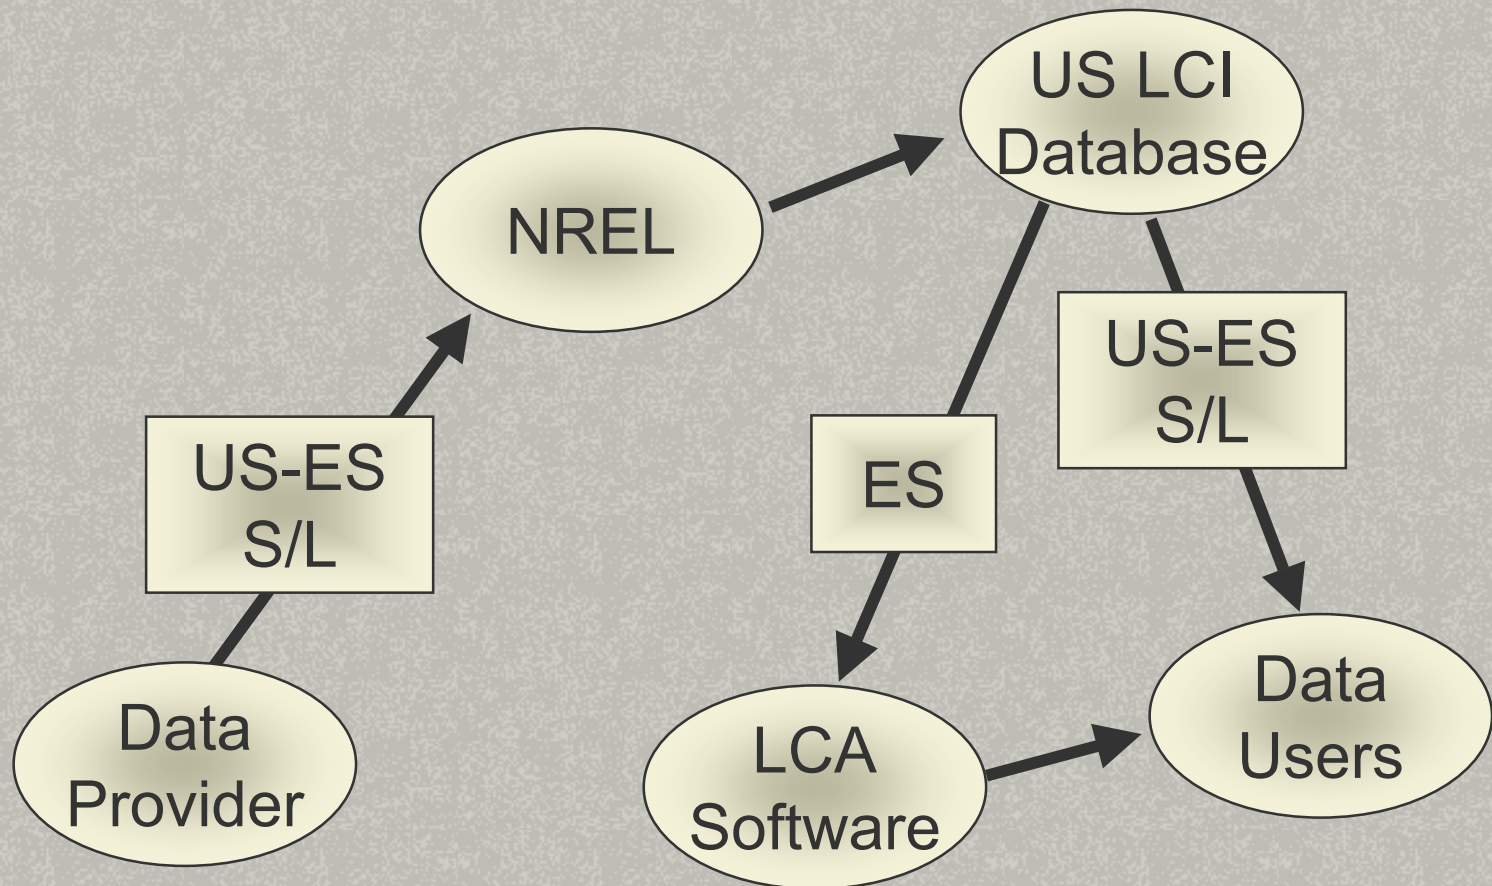 US LCI
Database
NREL
US-ES
S/L
US-ES
S/L
ES
Data
Provider
LCA
Software
Data
Users